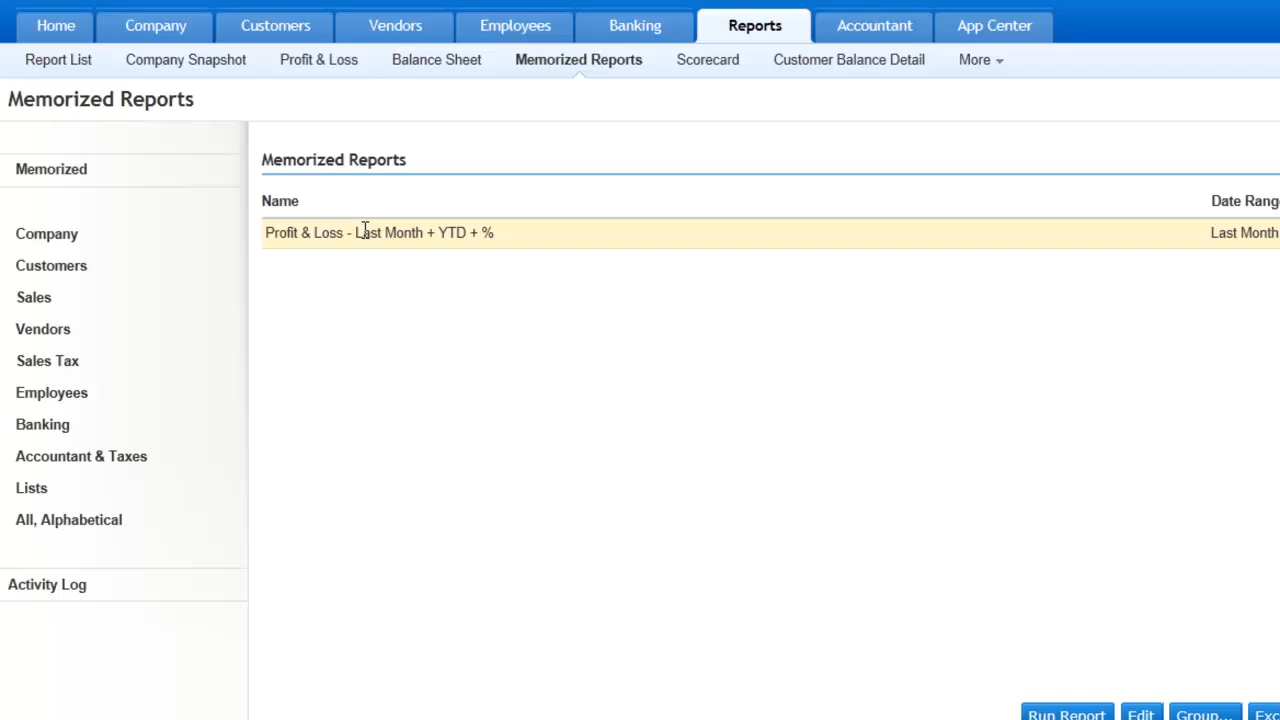 Home Company Customers Vendors Employees Banking Reports Accountant App Center
Report List Company Snapshot Profit & Loss Balance Sheet Memorized Reports Scorecard Customer Balance Detail More
Memorized Reports
Memorized
Company
Customers
Sales
Vendors
Sales Tax
Employees
Banking
Accountant & Taxes
Lists
All, Alphabetical
Activity Log
Memorized Reports
Name Date Rang
Profit & Loss - Last Month + YTD + % Last Month
Run Report Edit Group... Exc